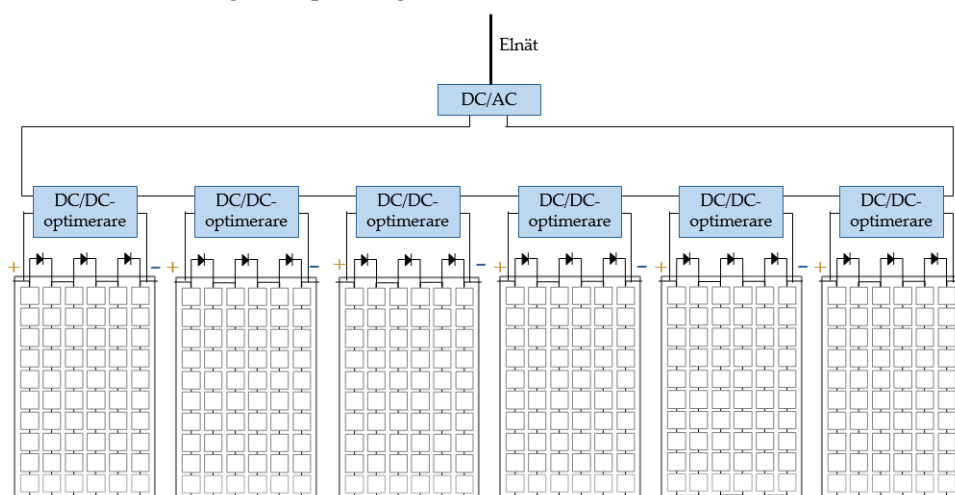 Elnät
DC/AC
DC/DC-
optimerare
DC/DC-
optimerare
DC/DC-
optimerare
DC/DC-
optimerare
DC/DC-
optimerare
DC/DC-
optimerare
+ - + - + - + - + - +